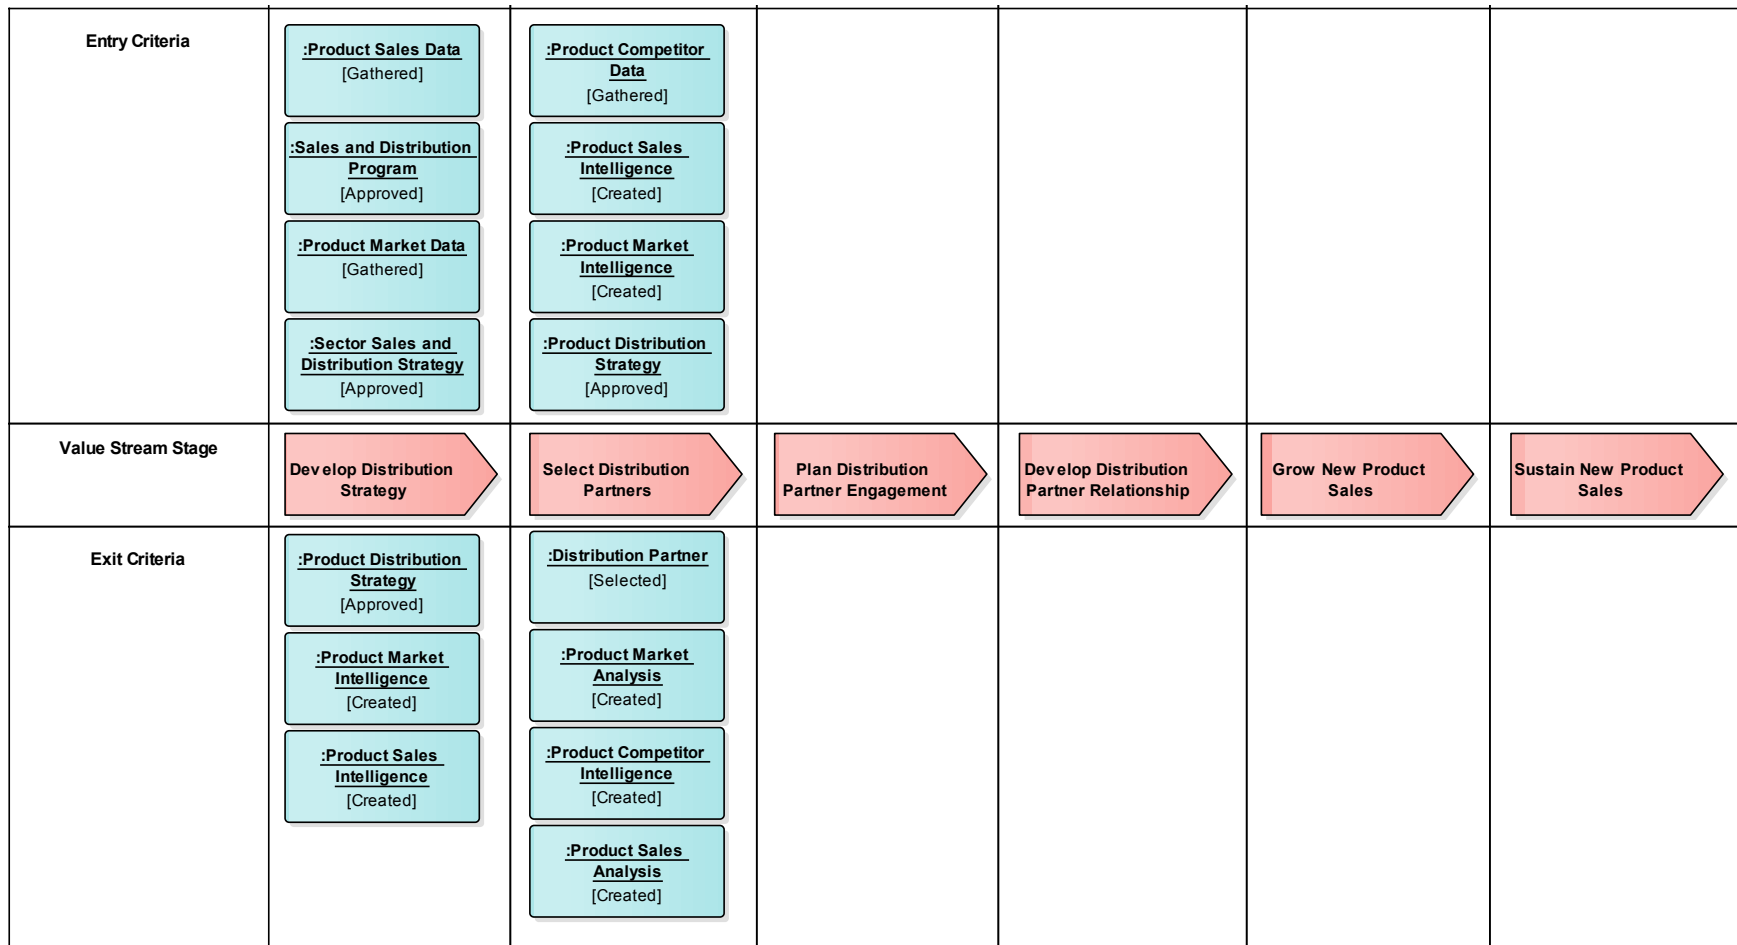 Entry Criteria
:Product Sales Data
[Gathered]
:Sales and Distribution
Program
[Approved]
:Product Market Data
[Gathered]
:Sector Sales and
Distribution Strategy
[Approved]
:Product Competitor
Data
[Gathered]
:Product Sales
Intelligence
[Created]
:Product Market
Intelligence
[Created]
:Product Distribution
Strategy
[Approved]
Value Stream Stage
Develop Distribution
Strategy
Select Distribution
Partners
Plan Distribution
Partner Engagement
Develop Distribution
Partner Relationship
Grow New Product
Sales
Sustain New Product
Sales
Exit Criteria
:Product Distribution
Strategy
[Approved]
:Product Market
Intelligence
[Created]
:Product Sales
Intelligence
[Created]
:Distribution Partner
[Selected]
:Product Market
Analysis
[Created]
:Product Competitor
Intelligence
[Created]
:Product Sales
Analysis
[Created]